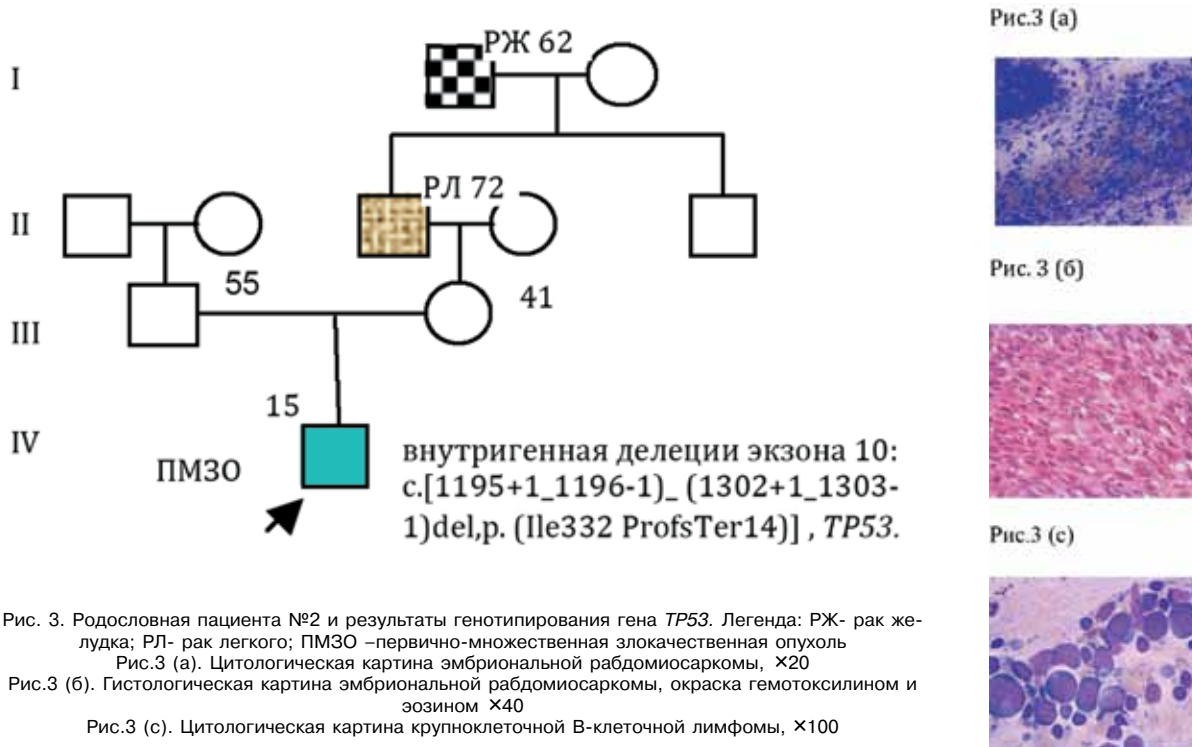 I
РЖ 62
II
РЛ 72
55
41
III
15
IV
ПМЗО
внутригенная делеции экзона 10:
c.[1195+1_1196-1)_ (1302+1_1303-
1)del,p. (Ile332 ProfsTer14)] , TP53.
Рис.3 (а)
Рис. 3 (б)
Рис.3 (с)
Рис. 3. Родословная пациента №2 и результаты генотипирования гена TP53. Легенда: РЖ- рак же-
лудка; РЛ- рак легкого; ПМЗО –первично-множественная злокачественная опухоль
Рис.3 (а). Цитологическая картина эмбриональной рабдомиосаркомы, ×20
Рис.3 (б). Гистологическая картина эмбриональной рабдомиосаркомы, окраска гемотоксилином и
эозином ×40
Рис.3 (с). Цитологическая картина крупноклеточной В-клеточной лимфомы, ×100